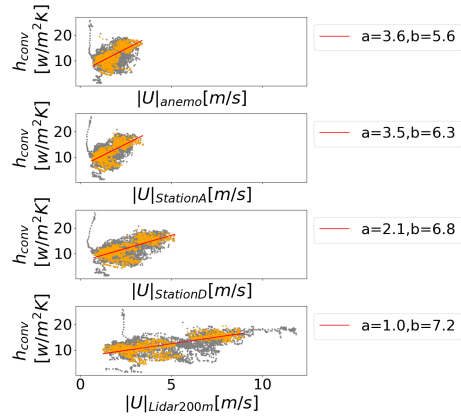 h_conv [w/m²K]
20
10
a=3.6,b=5.6
|U|_anemo[m/s]
h_conv [w/m²K]
20
10
a=3.5,b=6.3
|U|_StationA[m/s]
h_conv [w/m²K]
20
10
a=2.1,b=6.8
|U|_StationD[m/s]
h_conv [w/m²K]
20
10
a=1.0,b=7.2
0 5 10
|U|_Lidar200m[m/s]